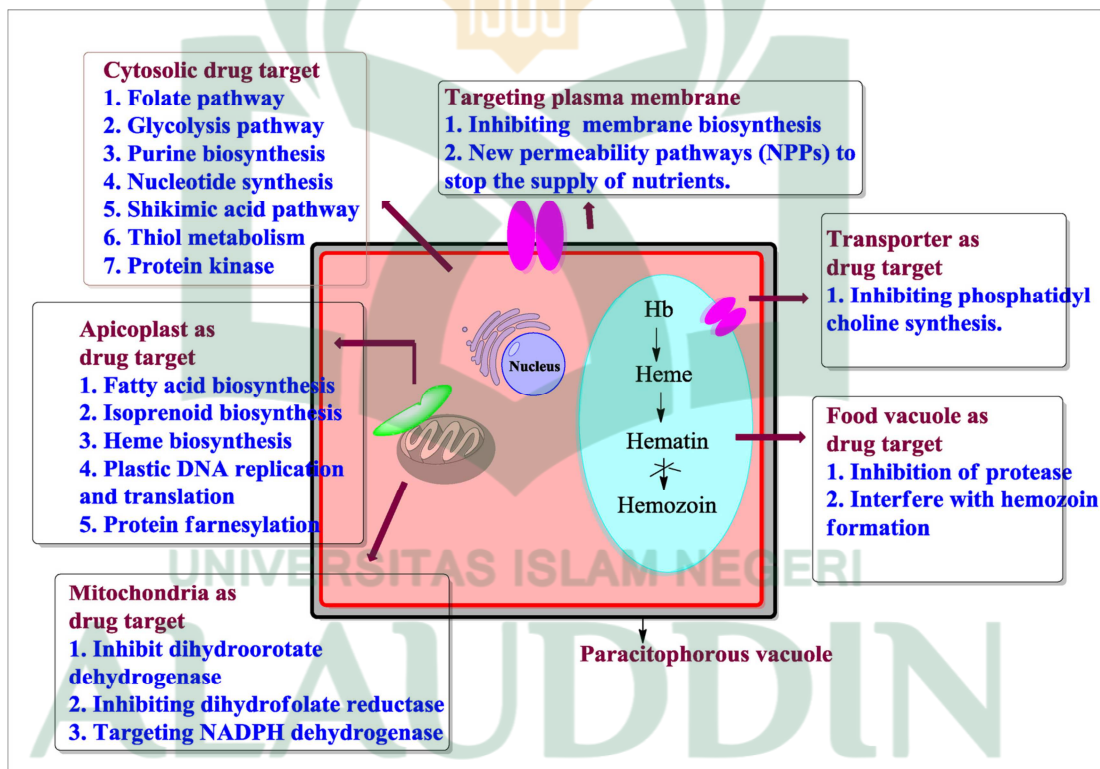 Cytosolic drug target
1. Folate pathway
2. Glycolysis pathway
3. Purine biosynthesis
4. Nucleotide synthesis
5. Shikimic acid pathway
6. Thiol metabolism
7. Protein kinase
Targeting plasma membrane
1. Inhibiting membrane biosynthesis
2. New permeability pathways (NPPs) to
stop the supply of nutrients.
Transporter as
drug target
1. Inhibiting phosphatidyl
choline synthesis.
Apicoplast as
drug target
1. Fatty acid biosynthesis
2. Isoprenoid biosynthesis
3. Heme biosynthesis
4. Plastic DNA replication
and translation
5. Protein farnesylation
Nucleus
Hb
Heme
Hematin
Hemozoin
Food vacuole as
drug target
1. Inhibition of protease
2. Interfere with hemozoin
formation
Mitochondria as
drug target
1. Inhibit dihydroorotate
dehydrogenase
2. Inhibiting dihydrofolate reductase
3. Targeting NADPH dehydrogenase
Paracitophorous vacuole
UNIVERSITAS ISLAM NEGERI
ALAUDDIN